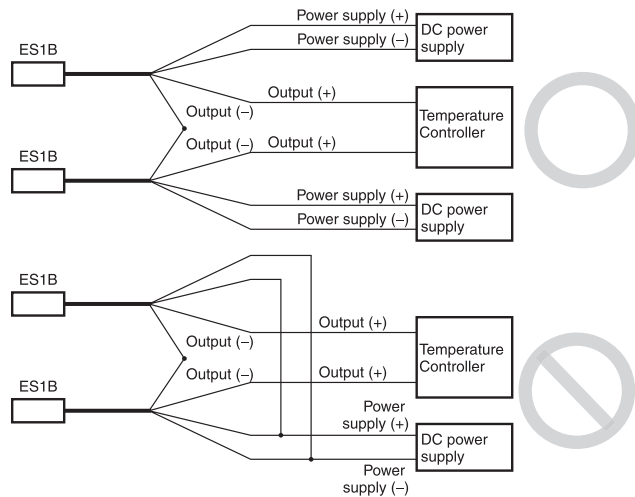 Power supply (+)
DC power
supply
Power supply (–)
ES1B
Output (+)
Output (–)
Temperature
Controller
Output (–)
Output (+)
ES1B
Power supply (+)
DC power
supply
Power supply (–)
ES1B
Output (+)
Output (–)
Temperature
Controller
Output (–)
Output (+)
ES1B
Power
supply (+)
DC power
supply
Power
supply (–)